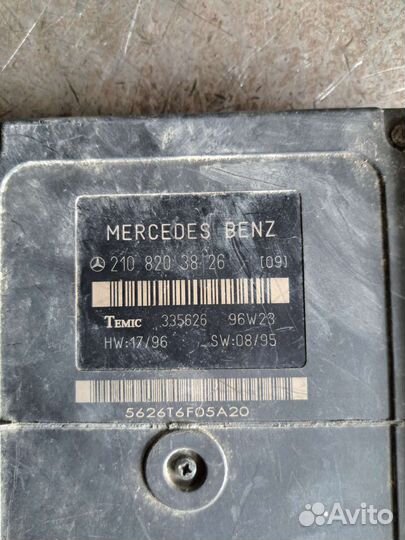 MERCEDES BENZ
210 820 38 26 [09]
TEMIC 335626 96W23
HW:17/96 SW:08/95
5626T6F05A20
Avito